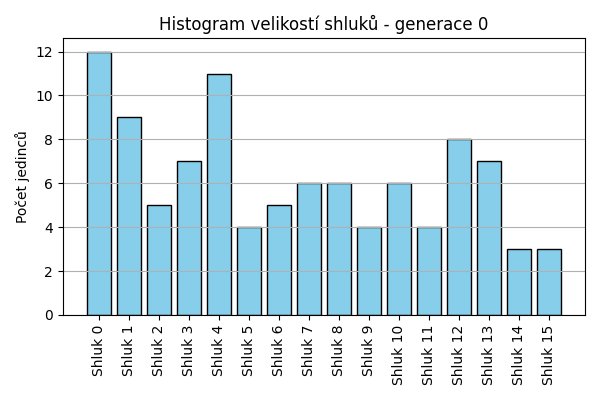 Histogram velikostí shluků - generace 0
Počet jedinců
12
10
8
6
4
2
0
Shluk 0
Shluk 1
Shluk 2
Shluk 3
Shluk 4
Shluk 5
Shluk 6
Shluk 7
Shluk 8
Shluk 9
Shluk 10
Shluk 11
Shluk 12
Shluk 13
Shluk 14
Shluk 15